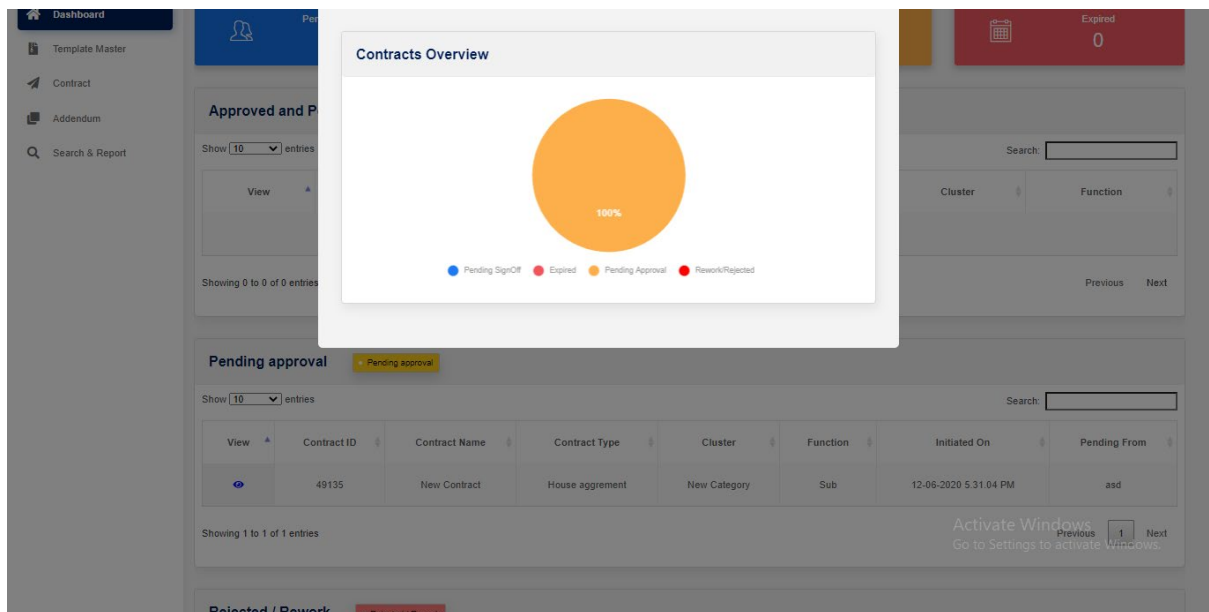 Dashboard
Template Master
Contract
Addendum
Search & Report
Per
Expired
0
Contracts Overview
100%
Pending SignOff Expired Pending Approval Rework/Rejected
Approved and P
Show 10 entries
Search:
View Cluster Function
Showing 0 to 0 of 0 entries
Previous Next
Pending approval Pending approval
Show 10 entries
Search:
View Contract ID Contract Name Contract Type Cluster Function Initiated On Pending From
49135 New Contract House aggrement New Category Sub 12-06-2020 5.31.04 PM asd
Showing 1 to 1 of 1 entries
Previous 1 Next
Activate Windows
Go to Settings to activate Windows.
Rejected / Rework